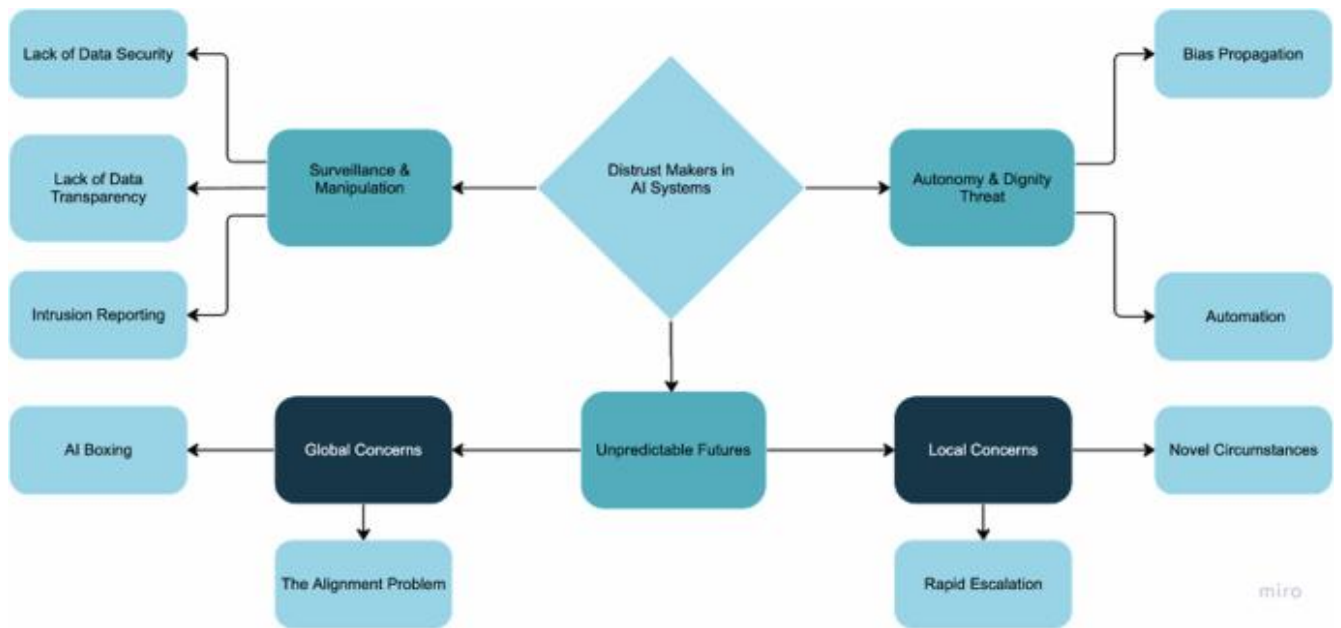 Lack of Data Security
Bias Propagation
Surveillance &
Manipulation
Distrust Makers in
AI Systems
Autonomy & Dignity
Threat
Lack of Data
Transparency
Intrusion Reporting
Automation
AI Boxing
Global Concerns
Unpredictable Futures
Local Concerns
Novel Circumstances
The Alignment Problem
Rapid Escalation
miro